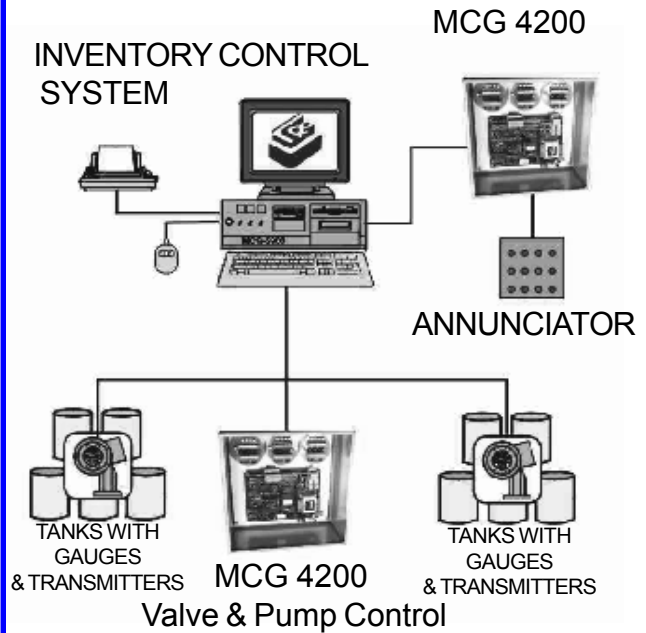 MCG 4200
INVENTORY CONTROL
SYSTEM
ANNUNCIATOR
TANKS WITH
GAUGES
& TRANSMITTERS
MCG 4200
Valve & Pump Control
TANKS WITH
GAUGES
& TRANSMITTERS